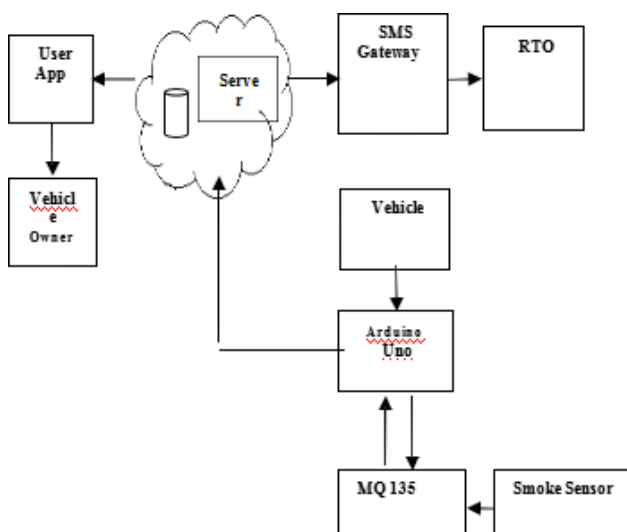 User
App
Serve
r
SMS
Gateway
RTO
Vehicl
e
Owner
Vehicle
Arduino
Uno
MQ 135
Smoke Sensor